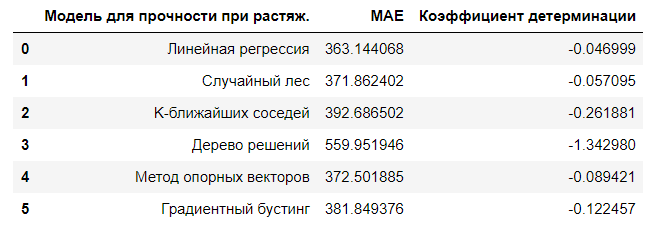 Модель для прочности при растяж. MAE Коэффициент детерминации
0 Линейная регрессия 363.144068 -0.046999
1 Случайный лес 371.862402 -0.057095
2 К-ближайших соседей 392.686502 -0.261881
3 Дерево решений 559.951946 -1.342980
4 Метод опорных векторов 372.501885 -0.089421
5 Градиентный бустинг 381.849376 -0.122457